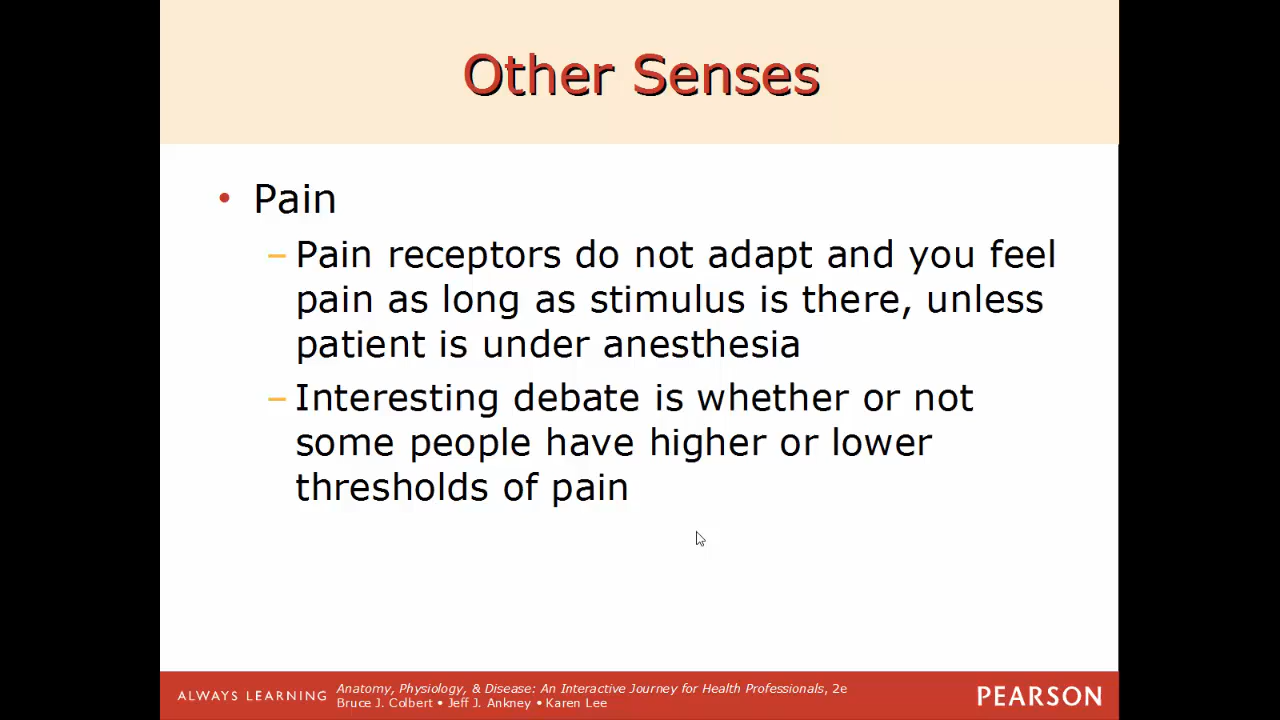 Other Senses
• Pain
– Pain receptors do not adapt and you feel
pain as long as stimulus is there, unless
patient is under anesthesia
– Interesting debate is whether or not
some people have higher or lower
thresholds of pain
ALWAYS LEARNING
Anatomy, Physiology, & Disease: An Interactive Journey for Health Professionals, 2e
Bruce J. Colbert • Jeff J. Ankney • Karen Lee
PEARSON